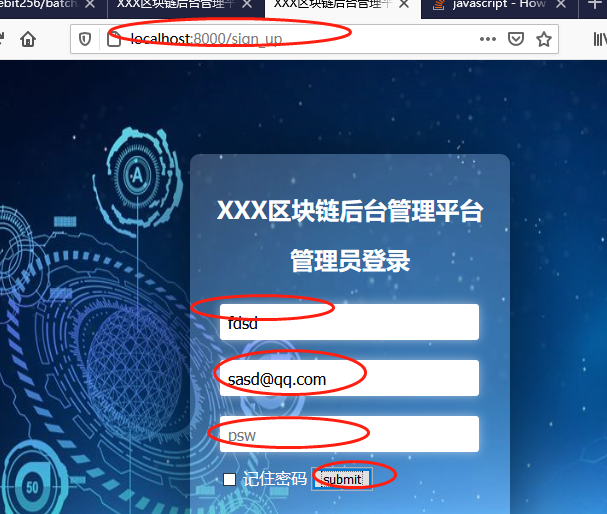 ebit256/batch
XXX区块链后台管理平
XXX区块链后台管理平
javascript - How
localhost:8000/sign_up
XXX区块链后台管理平台
管理员登录
fdsd
sasd@qq.com
psw
记住密码 submit
A
50